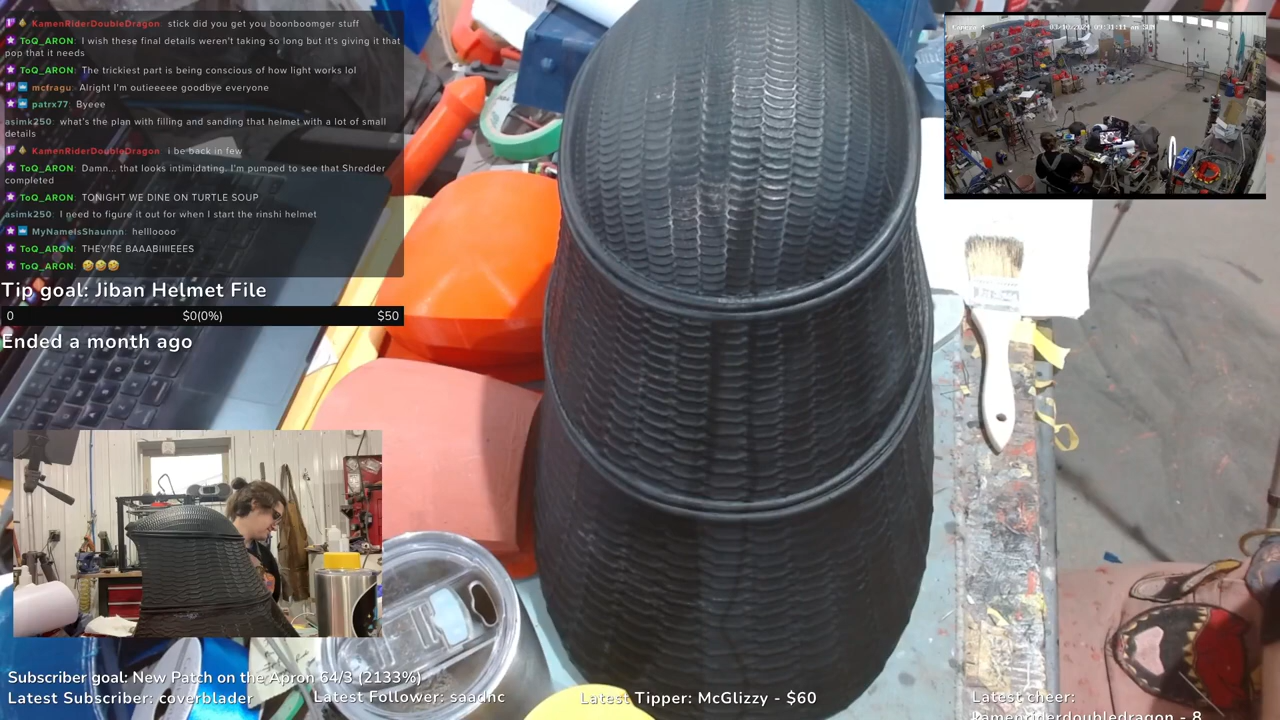 KamenRiderDoubleDragon stick did you get you boonboomger stuff
ToQ_ARON: I wish these final details weren't taking so long but it's giving it that
pop that it needs
ToQ_ARON: The trickiest part is being conscious of how light works lol
mcfragu: Alright I'm outieeeee goodbye everyone
patrx77: Byeee
asimk250: what's the plan with filling and sanding that helmet with a lot of small
details
KamenRiderDoubleDragon i be back in few
ToQ_ARON: Damn... that looks intimidating. I'm pumped to see that Shredder
completed
ToQ_ARON: TONIGHT WE DINE ON TURTLE SOUP
asimk250: I need to figure it out for when I start the rinshi helmet
MyNameIsShaunnn: hellloooo
ToQ_ARON: THEY'RE BAAABIIIIEEES
ToQ_ARON: 🤣🤣🤣
Tip goal: Jiban Helmet File
0 $0(0%) $50
Ended a month ago
Subscriber goal: New Patch on the Apron 64/3 (2133%)
Latest Subscriber: coverblader
Latest Follower: saadnc
Latest Tipper: McGlizzy - $60
Latest cheer:
kamenriderdoubledragon - 8